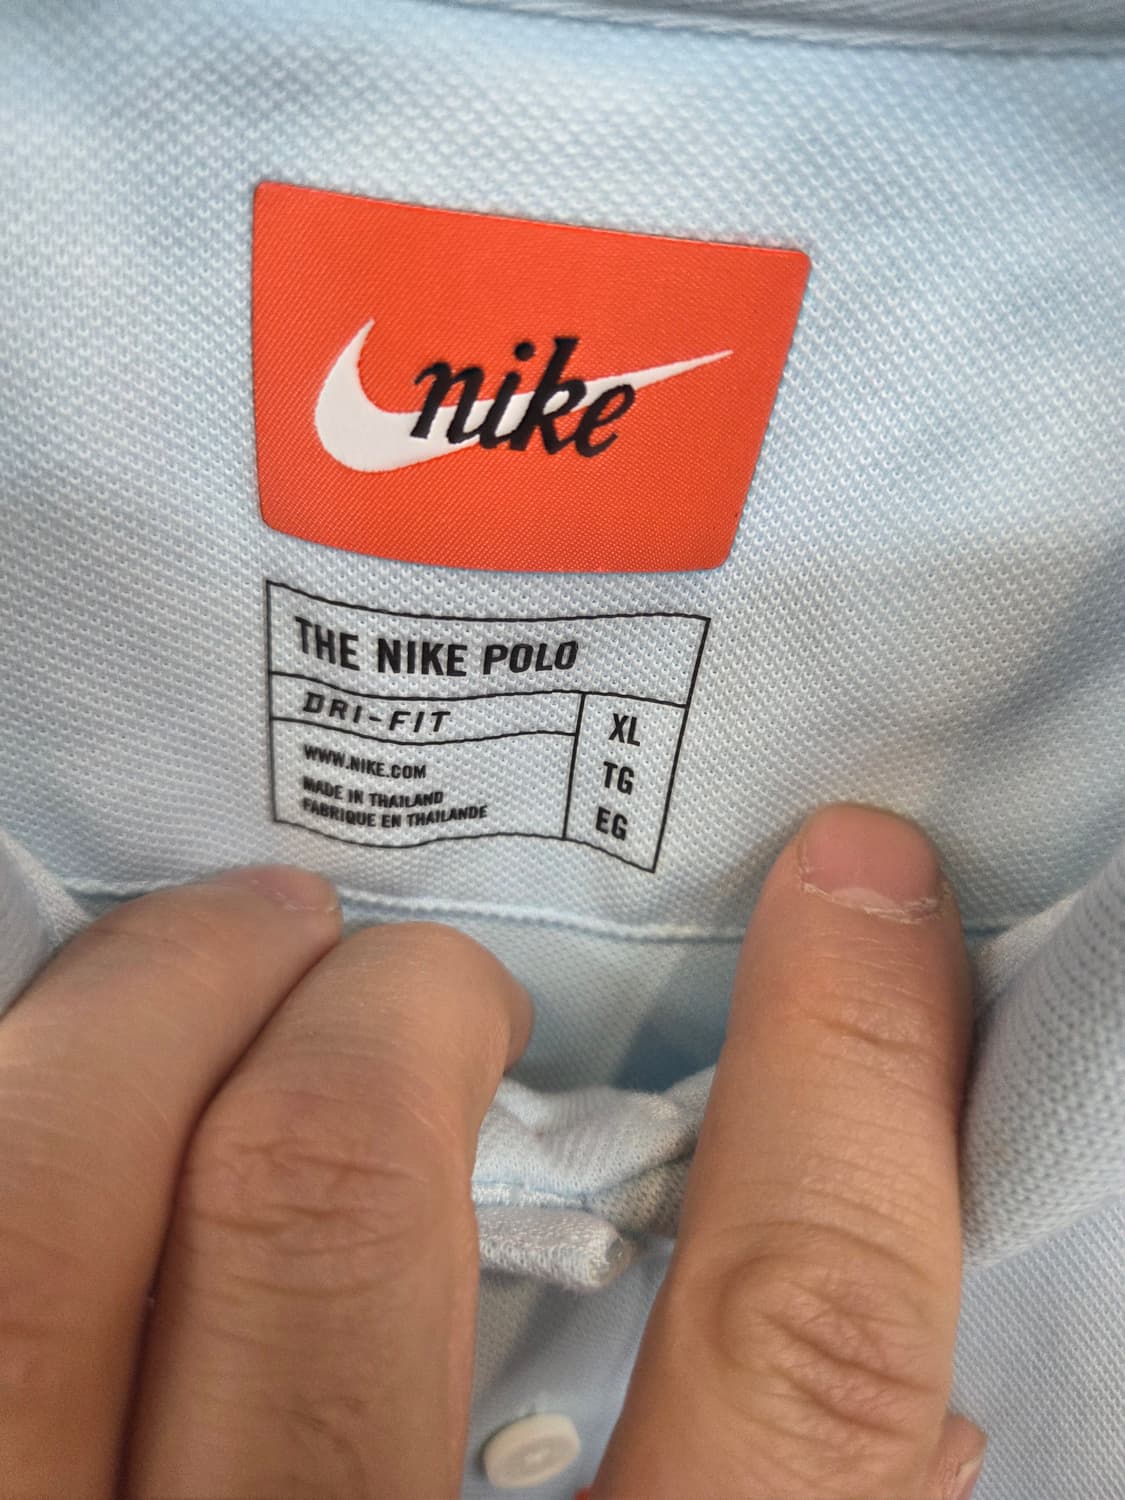 nike
THE NIKE POLO
DRI-FIT
WWW.NIKE.COM
MADE IN THAILAND
FABRIQUE EN THAILANDE
XL
TG
EG